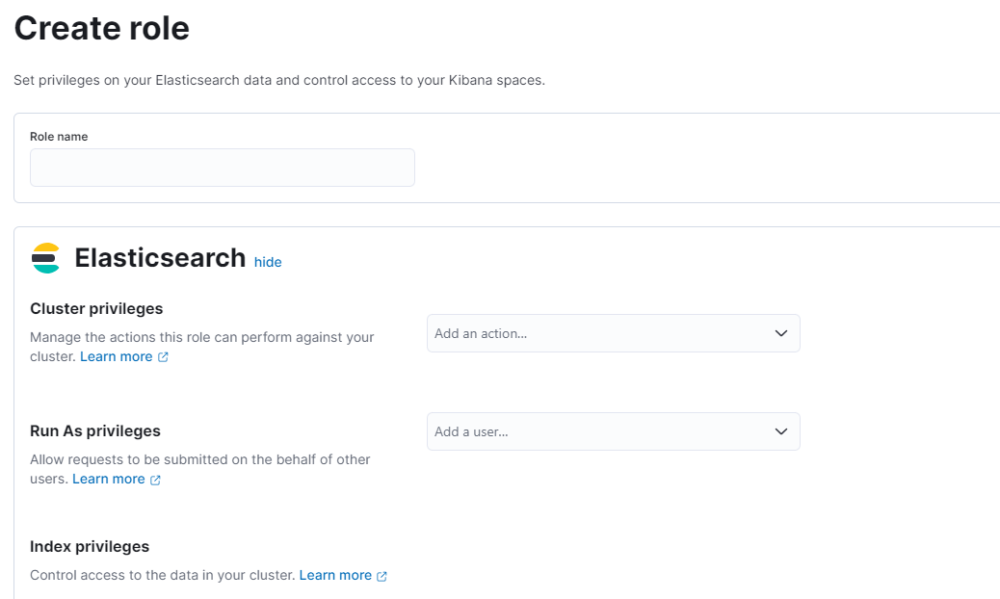 Create role
Set privileges on your Elasticsearch data and control access to your Kibana spaces.
Role name
Elasticsearch hide
Cluster privileges
Manage the actions this role can perform against your
cluster. Learn more
Add an action...
Run As privileges
Allow requests to be submitted on the behalf of other
users. Learn more
Add a user...
Index privileges
Control access to the data in your cluster. Learn more